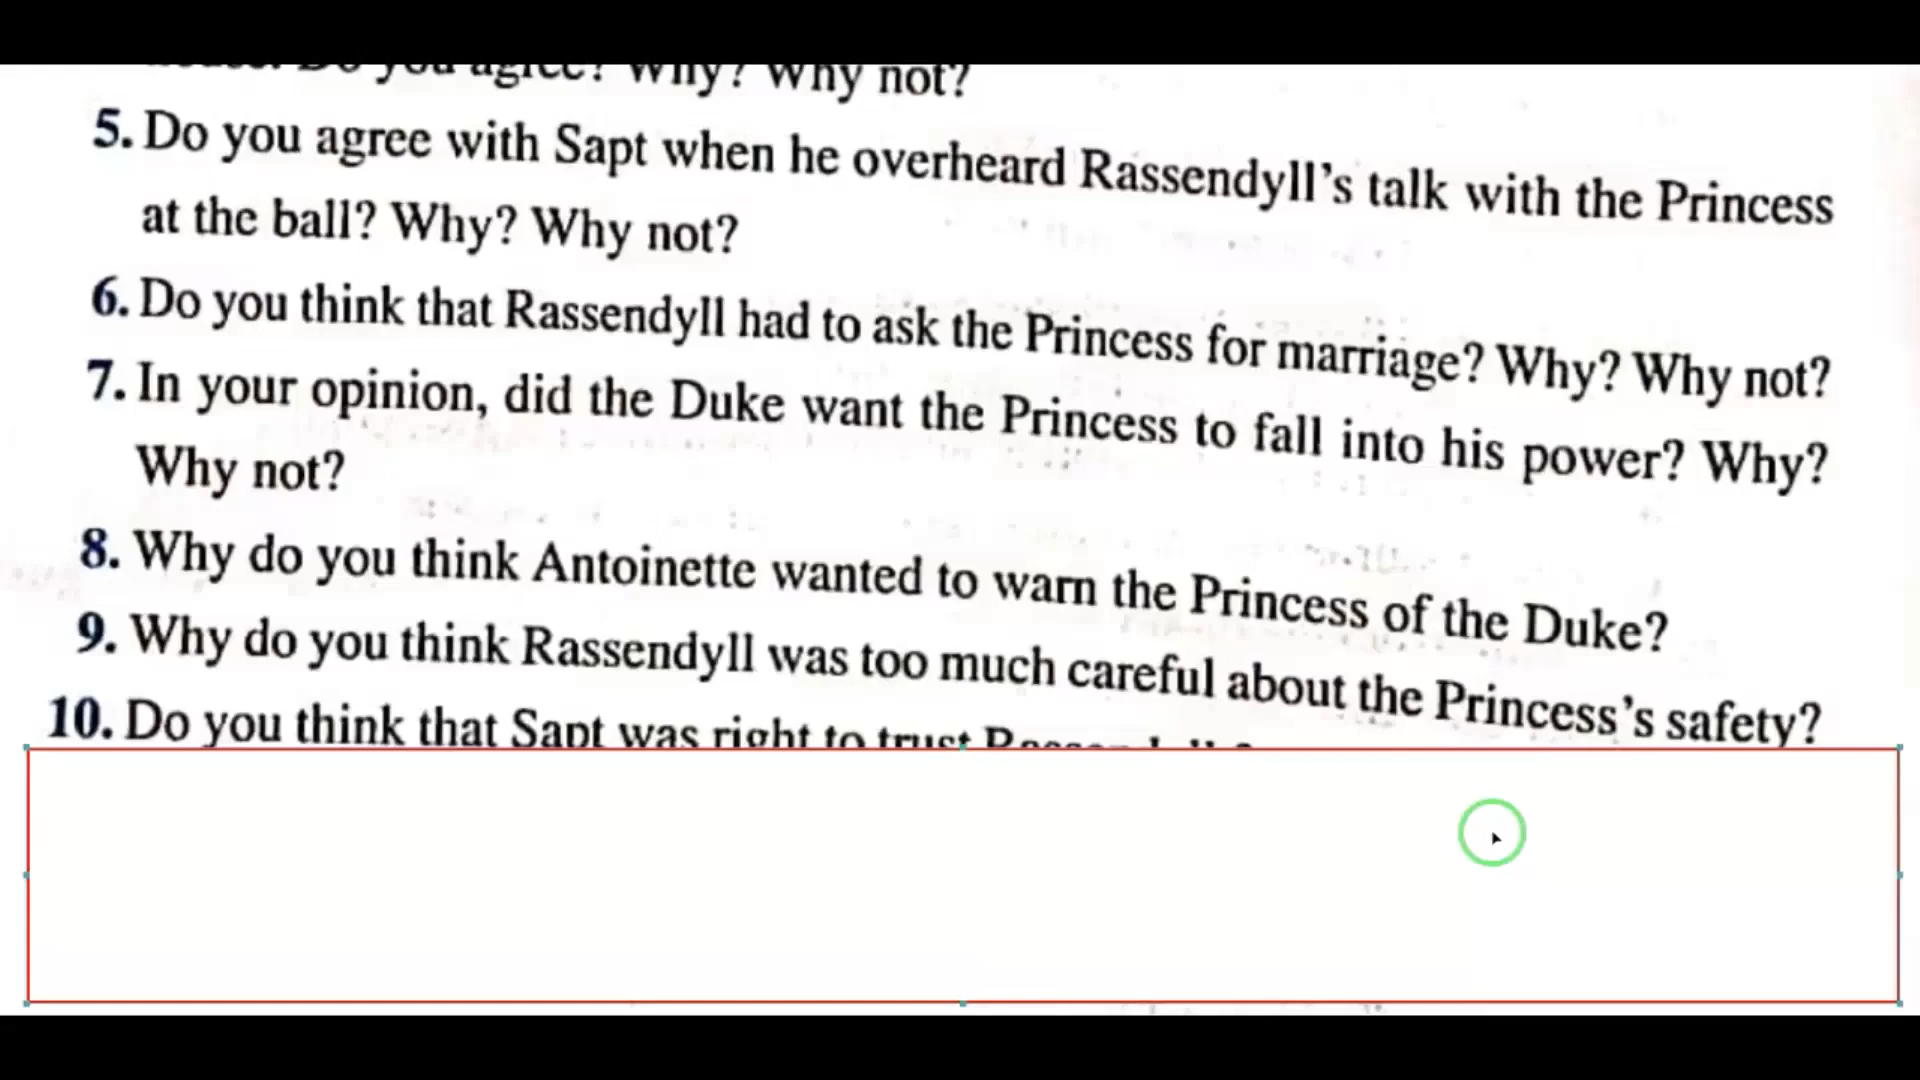 house. Do you agree? Why? Why not?
5. Do you agree with Sapt when he overheard Rassendyll's talk with the Princess
at the ball? Why? Why not?
6. Do you think that Rassendyll had to ask the Princess for marriage? Why? Why not?
7. In your opinion, did the Duke want the Princess to fall into his power? Why?
Why not?
8. Why do you think Antoinette wanted to warn the Princess of the Duke?
9. Why do you think Rassendyll was too much careful about the Princess's safety?
10. Do you think that Sapt was right to trust Rassendyll?